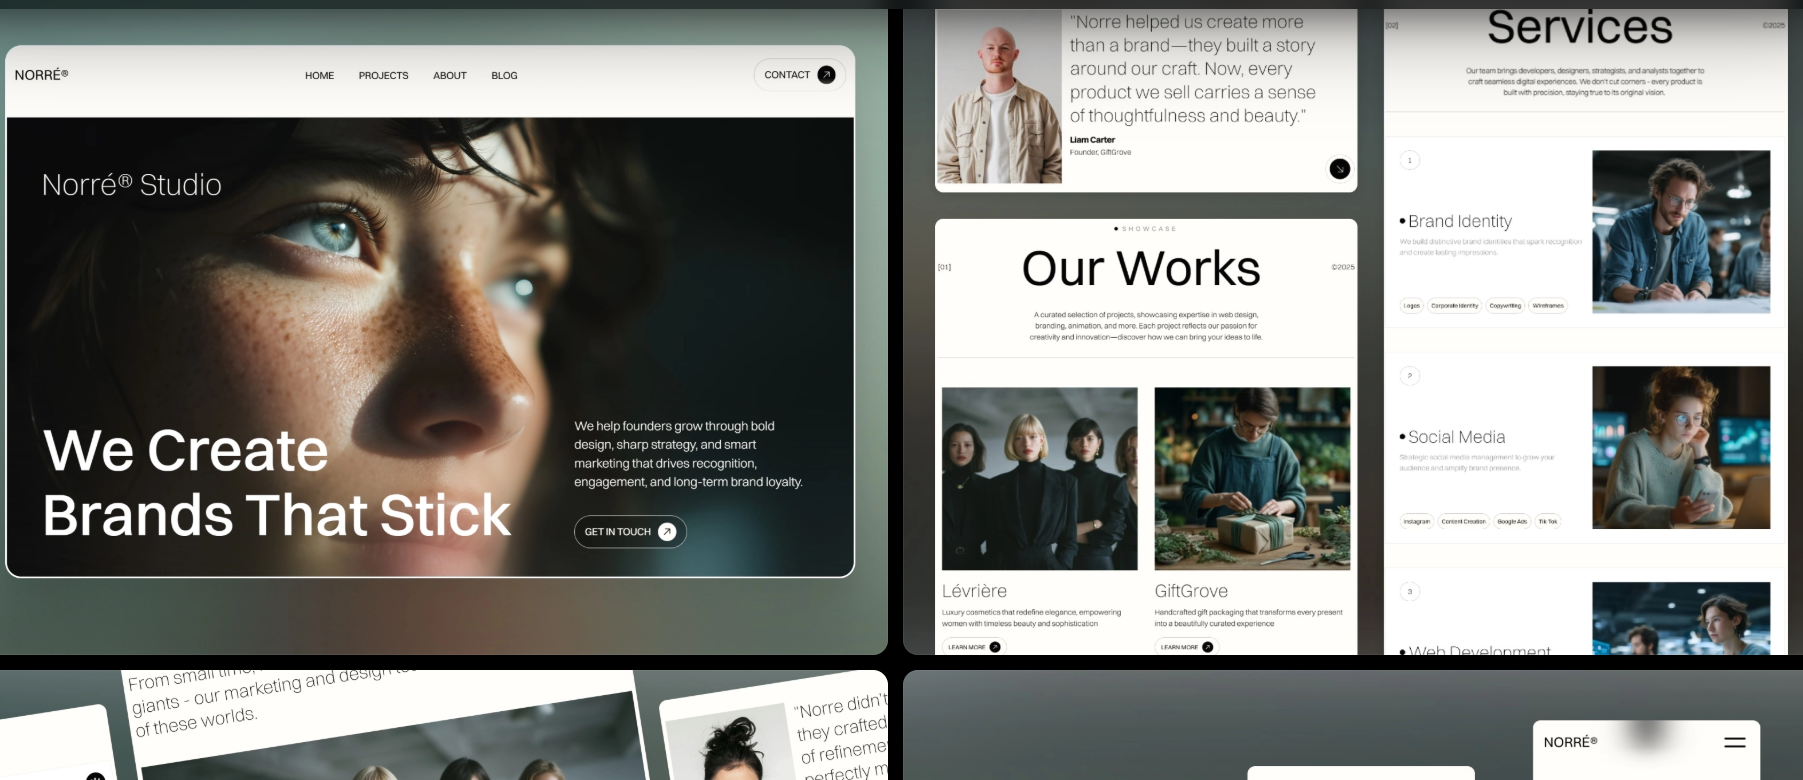 NORRÉ®
HOME
PROJECTS
ABOUT
BLOG
CONTACT
Norré® Studio
We Create
Brands That Stick
We help founders grow through bold
design, sharp strategy, and smart
marketing that drives recognition,
engagement, and long-term brand loyalty.
GET IN TOUCH
"Norre helped us create more
than a brand—they built a story
around our craft. Now, every
product we sell carries a sense
of thoughtfulness and beauty."
Liam Carter
Founder, GiftGrove
SHOWCASE
[01]
Our Works
©2025
A curated selection of projects, showcasing expertise in web design,
branding, animation, and more. Each project reflects our passion for
creativity and innovation—discover how we can bring your ideas to life.
Lévrière
Luxury cosmetics that redefine elegance, empowering
women with timeless beauty and sophistication
LEARN MORE
GiftGrove
Handcrafted gift packaging that transforms every present
into a beautifully curated experience
LEARN MORE
[02]
Services
©2025
Our team brings developers, designers, strategists, and analysts together to
craft seamless digital experiences. We don't cut corners - every product is
built with precision, staying true to its original vision.
1
Brand Identity
We build distinctive brand identities that spark recognition
and create lasting impressions.
Logos
Corporate Identity
Copywriting
Wireframes
2
Social Media
Strategic social media management to grow your
audience and amplify brand presence.
Instagram
Content Creation
Google Ads
Tik Tok
3
Web Development
From small time,
giants - our marketing and design
of these worlds.
"Norre didn't
they crafted
of refineme
perfectly m
NORRÉ®